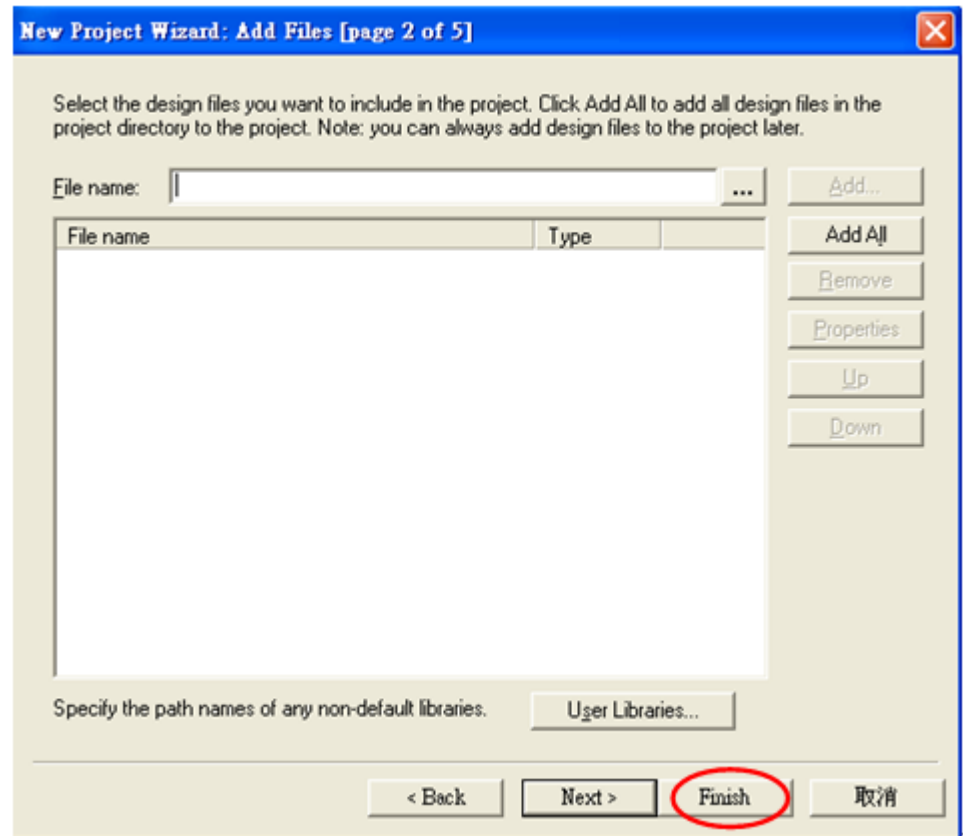 New Project Wizard: Add Files [page 2 of 5]
Select the design files you want to include in the project. Click Add All to add all design files in the
project directory to the project. Note: you can always add design files to the project later.
File name: ... Add...
File name Type Add All
Remove
Properties
Up
Down
Specify the path names of any non-default libraries. User Libraries...
< Back Next > Finish 取消